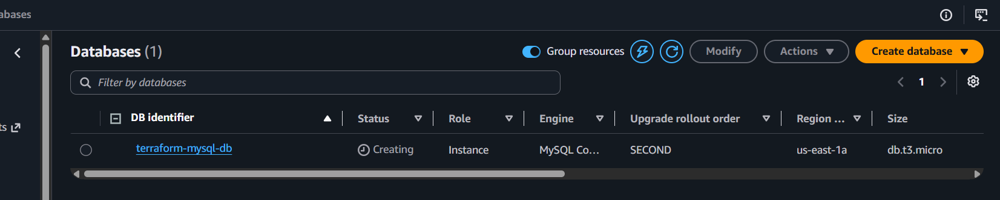 abases
Databases (1)
Group resources
Modify
Actions
Create database
Filter by databases
1
ts
DB identifier
Status
Role
Engine
Upgrade rollout order
Region ...
Size
terraform-mysql-db
Creating
Instance
MySQL Co...
SECOND
us-east-1a
db.t3.micro